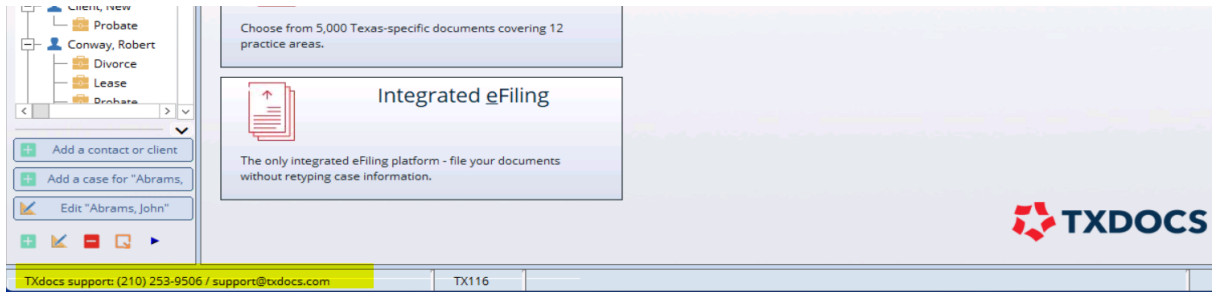 Client, New
Probate
Conway, Robert
Divorce
Lease
Probate
Add a contact or client
Add a case for "Abrams,
Edit "Abrams, John"
Choose from 5,000 Texas-specific documents covering 12
practice areas.
Integrated eFiling
The only integrated eFiling platform - file your documents
without retyping case information.
TXDOCS
TXdocs support: (210) 253-9506 / support@txdocs.com
TX116